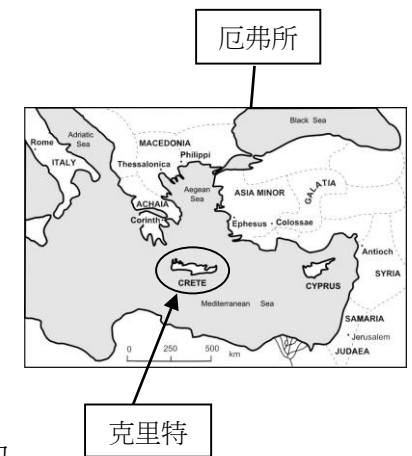 厄弗所
Black Sea
Adriatic
Sea
Rome
ITALY
MACEDONIA
Philippi
Thessalonica
Aegean
Sea
ASIA MINOR
GALATIA
ACHAIA
Corinth
Ephesus
Colossae
Antioch
SYRIA
CRETE
CYPRUS
Mediterranean Sea
SAMARIA
Jerusalem
JUDAEA
0 250 500 km
克里特